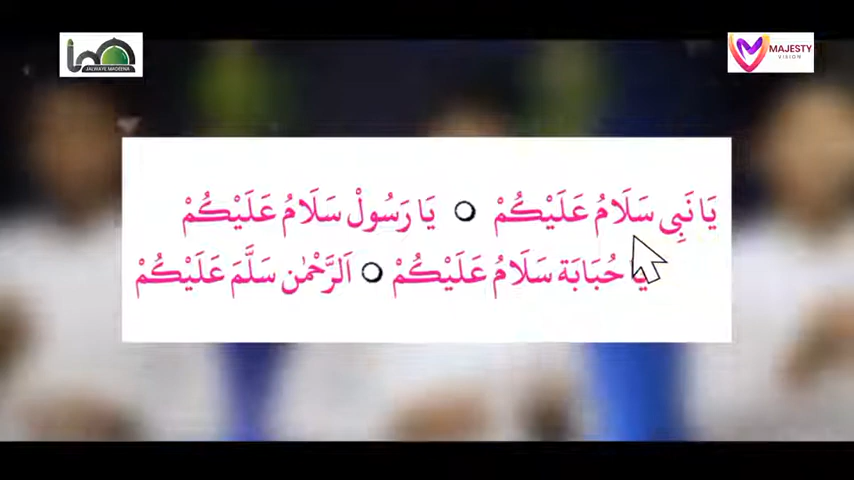 JALWAYE MADEENA
MAJESTY
VISION
يَا نَبِى سَلَامُ عَلَيْكُمْ ○ يَا رَسُولْ سَلَامُ عَلَيْكُمْ
يَا حُبَابَة سَلَامُ عَلَيْكُمْ ○ اَلرَّحْمٰن سَلَّمَ عَلَيْكُمْ